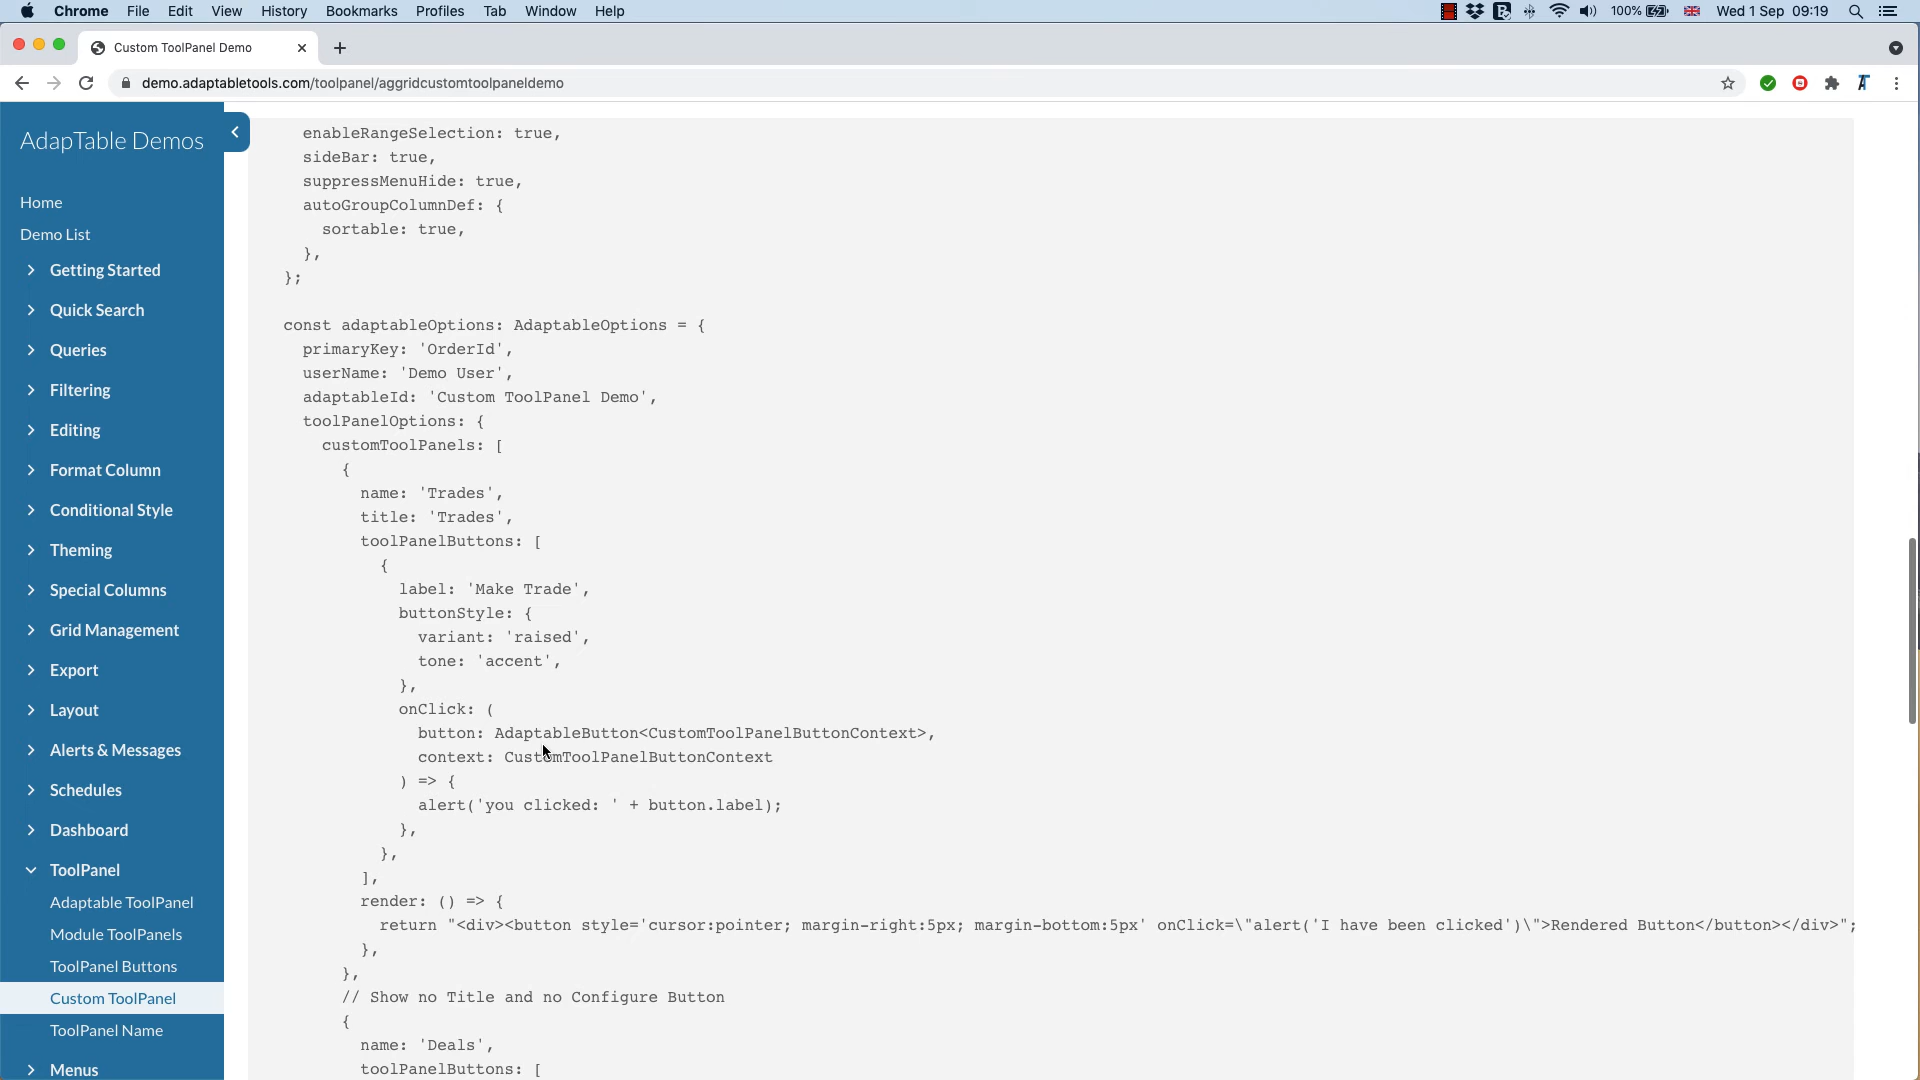 Chrome File Edit View History Bookmarks Profiles Tab Window Help 100% Wed 1 Sep 09:19
Custom ToolPanel Demo
demo.adaptabletools.com/toolpanel/aggridcustomtoolpaneldemo
AdapTable Demos
Home
Demo List
Getting Started
Quick Search
Queries
Filtering
Editing
Format Column
Conditional Style
Theming
Special Columns
Grid Management
Export
Layout
Alerts & Messages
Schedules
Dashboard
ToolPanel
Adaptable ToolPanel
Module ToolPanels
ToolPanel Buttons
Custom ToolPanel
ToolPanel Name
Menus
enableRangeSelection: true,
sideBar: true,
suppressMenuHide: true,
autoGroupColumnDef: {
sortable: true,
},
};
const adaptableOptions: AdaptableOptions = {
primaryKey: 'OrderId',
userName: 'Demo User',
adaptableId: 'Custom ToolPanel Demo',
toolPanelOptions: {
customToolPanels: [
{
name: 'Trades',
title: 'Trades',
toolPanelButtons: [
{
label: 'Make Trade',
buttonStyle: {
variant: 'raised',
tone: 'accent',
},
onClick: (
button: AdaptableButton<CustomToolPanelButtonContext>,
context: CustomToolPanelButtonContext
) => {
alert('you clicked: ' + button.label);
},
},
],
render: () => {
return "<div><button style='cursor:pointer; margin-right:5px; margin-bottom:5px' onClick=\"alert('I have been clicked')\">Rendered Button</button></div>";
},
},
// Show no Title and no Configure Button
{
name: 'Deals',
toolPanelButtons: [